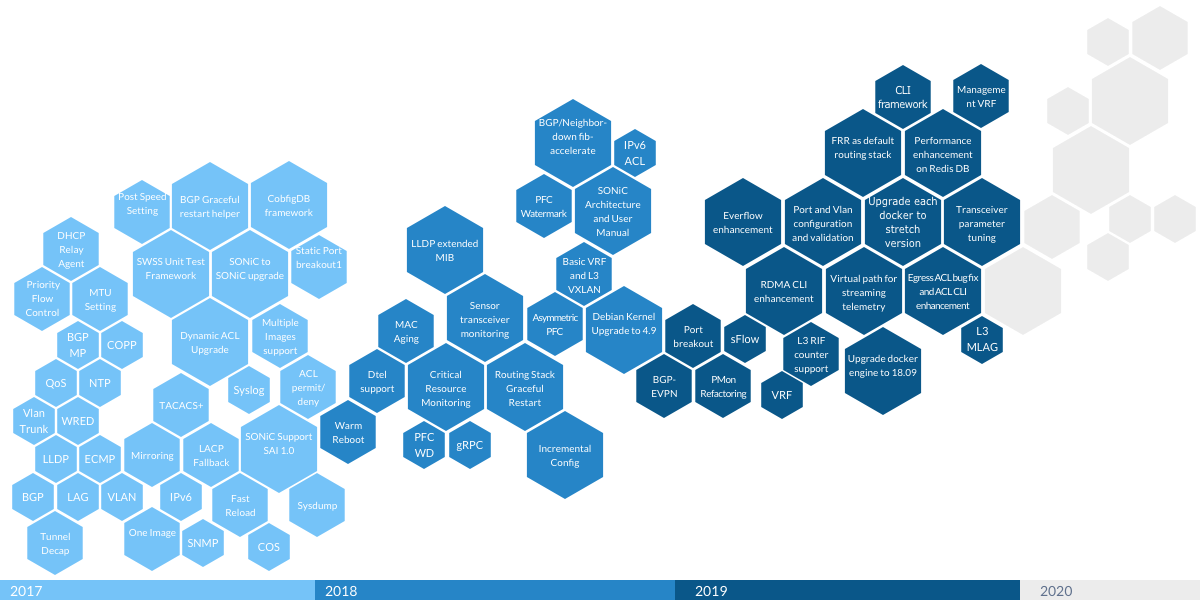 Post Speed
Setting
BGP Graceful
restart helper
CobfigDB
framework
DHCP
Relay
Agent
SWSS Unit Test
Framework
SONiC to
SONiC upgrade
Static Port
breakout1
Priority
Flow
Control
MTU
Setting
BGP
MP
COPP
Dynamic ACL
Upgrade
Multiple
Images
support
QoS
NTP
Syslog
ACL
permit/
deny
Vlan
Trunk
WRED
TACACS+
LLDP
ECMP
Mirroring
LACP
Fallback
SONiC Support
SAI 1.0
BGP
LAG
VLAN
IPv6
Fast
Reload
Sysdump
Tunnel
Decap
One Image
SNMP
COS
BGP/Neighbor-
down fib-
accelerate
IPv6
ACL
PFC
Watermark
SONiC
Architecture
and User
Manual
LLDP extended
MIB
Basic VRF
and L3
VXLAN
MAC
Aging
Sensor
transceiver
monitoring
Asymmetric
PFC
Debian Kernel
Upgrade to 4.9
Dtel
support
Critical
Resource
Monitoring
Routing Stack
Graceful
Restart
Warm
Reboot
PFC
WD
gRPC
Incremental
Config
CLI
framework
Manageme
nt VRF
FRR as default
routing stack
Performance
enhancement
on Redis DB
Everflow
enhancement
Port and Vlan
configuration
and validation
Upgrade each
docker to
stretch
version
Transceiver
parameter
tuning
RDMA CLI
enhancement
Virtual path for
streaming
telemetry
Egress ACL bug fix
and ACL CLI
enhancement
Port
breakout
sFlow
L3 RIF
counter
support
L3
MLAG
BGP-
EVPN
PMon
Refactoring
VRF
Upgrade docker
engine to 18.09
2017
2018
2019
2020